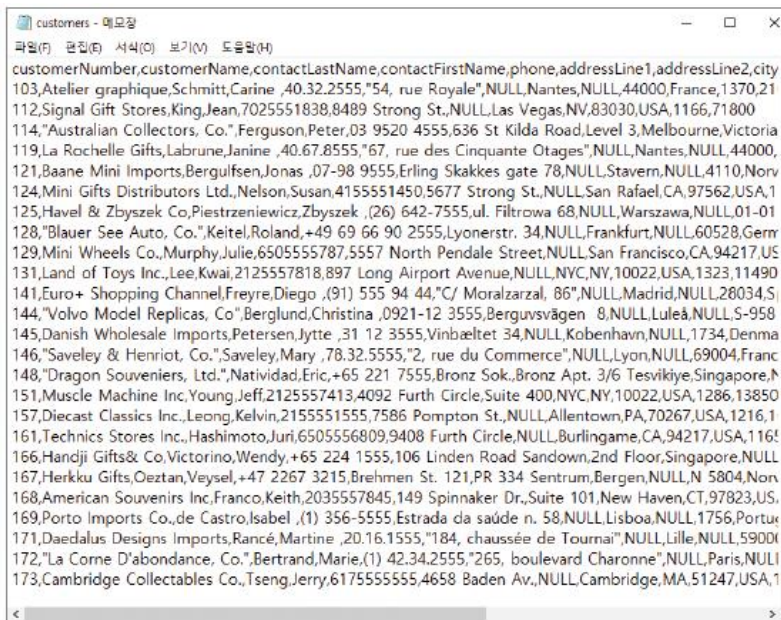 customers - 메모장
파일(F) 편집(E) 서식(O) 보기(V) 도움말(H)
customerNumber,customerName,contactLastName,contactFirstName,phone,addressLine1,addressLine2,city
103,Atelier graphique,Schmitt,Carine ,40.32.2555,"54, rue Royale",NULL,Nantes,NULL,44000,France,1370,21
112,Signal Gift Stores,King,Jean,7025551838,8489 Strong St.,NULL,Las Vegas,NV,83030,USA,1166,71800
114,"Australian Collectors, Co.",Ferguson,Peter,03 9520 4555,636 St Kilda Road,Level 3,Melbourne,Victoria
119,La Rochelle Gifts,Labrune,Janine ,40.67.8555,"67, rue des Cinquante Otages",NULL,Nantes,NULL,44000,
121,Baane Mini Imports,Bergulfsen,Jonas ,07-98 9555,Erling Skakkes gate 78,NULL,Stavern,NULL,4110,Norv
124,Mini Gifts Distributors Ltd.,Nelson,Susan,4155551450,5677 Strong St.,NULL,San Rafael,CA,97562,USA,1
125,Havel & Zbyszek Co,Piestrzeniewicz,Zbyszek ,(26) 642-7555,ul. Filtrowa 68,NULL,Warszawa,NULL,01-01
128,"Blauer See Auto, Co.",Keitel,Roland,+49 69 66 90 2555,Lyonerstr. 34,NULL,Frankfurt,NULL,60528,Germ
129,Mini Wheels Co.,Murphy,Julie,6505555787,5557 North Pendale Street,NULL,San Francisco,CA,94217,US
131,Land of Toys Inc.,Lee,Kwai,2125557818,897 Long Airport Avenue,NULL,NYC,NY,10022,USA,1323,11490
141,Euro+ Shopping Channel,Freyre,Diego ,(91) 555 94 44,"C/ Moralzarzal, 86",NULL,Madrid,NULL,28034,S
144,"Volvo Model Replicas, Co",Berglund,Christina ,0921-12 3555,Berguvsvägen  8,NULL,Luleå,NULL,S-958
145,Danish Wholesale Imports,Petersen,Jytte ,31 12 3555,Vinbæltet 34,NULL,Kobenhavn,NULL,1734,Denma
146,"Saveley & Henriot, Co.",Saveley,Mary ,78.32.5555,"2, rue du Commerce",NULL,Lyon,NULL,69004,Franc
148,"Dragon Souveniers, Ltd.",Natividad,Eric,+65 221 7555,Bronz Sok.,Bronz Apt. 3/6 Tesvikiye,Singapore,N
151,Muscle Machine Inc,Young,Jeff,2125557413,4092 Furth Circle,Suite 400,NYC,NY,10022,USA,1286,13850
157,Diecast Classics Inc.,Leong,Kelvin,2155551555,7586 Pompton St.,NULL,Allentown,PA,70267,USA,1216,1
161,Technics Stores Inc.,Hashimoto,Juri,6505556809,9408 Furth Circle,NULL,Burlingame,CA,94217,USA,1165
166,Handji Gifts& Co,Victorino,Wendy,+65 224 1555,106 Linden Road Sandown,2nd Floor,Singapore,NULL
167,Herkku Gifts,Oeztan,Veysel,+47 2267 3215,Brehmen St. 121,PR 334 Sentrum,Bergen,NULL,N 5804,Norv
168,American Souvenirs Inc,Franco,Keith,2035557845,149 Spinnaker Dr.,Suite 101,New Haven,CT,97823,US
169,Porto Imports Co.,de Castro,Isabel ,(1) 356-5555,Estrada da saúde n. 58,NULL,Lisboa,NULL,1756,Portu
171,Daedalus Designs Imports,Rancé,Martine ,20.16.1555,"184, chaussée de Tournai",NULL,Lille,NULL,5900
172,"La Corne D'abondance, Co.",Bertrand,Marie,(1) 42.34.2555,"265, boulevard Charonne",NULL,Paris,NULL
173,Cambridge Collectables Co.,Tseng,Jerry,6175555555,4658 Baden Av.,NULL,Cambridge,MA,51247,USA,1